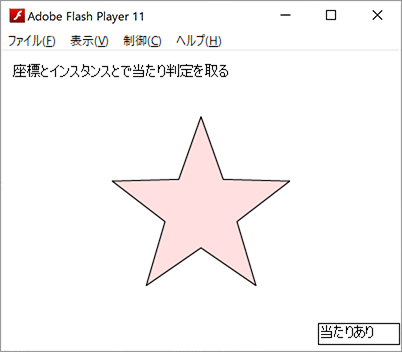 Adobe Flash Player 11
ファイル(F) 表示(V) 制御(C) ヘルプ(H)
座標とインスタンスとで当たり判定を取る
当たりあり